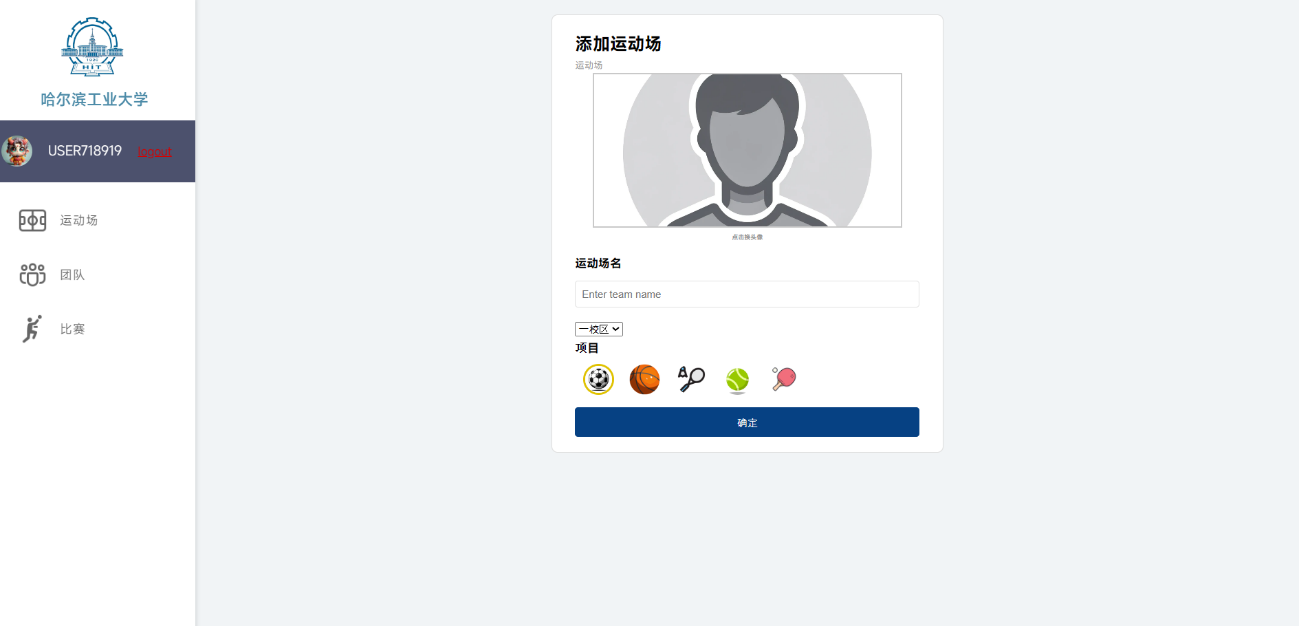 1920
HIT
哈尔滨工业大学
USER718919 logout
运动场
团队
比赛
添加运动场
运动场
点击换头像
运动场名
Enter team name
一校区
项目
确定